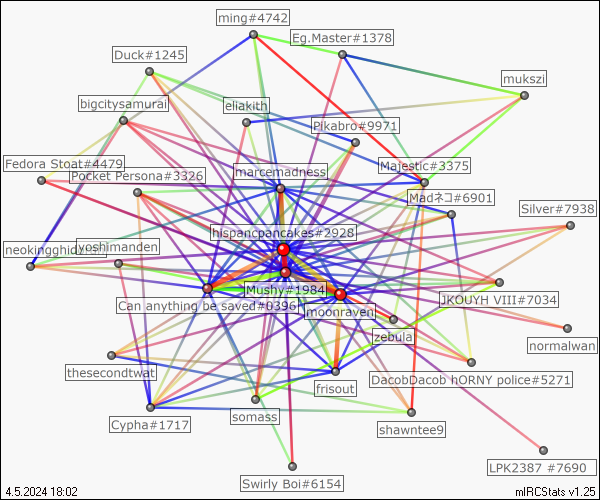 ming#4742
Eg.Master#1378
Duck#1245
mukszi
bigcitysamurai
eliakith
Pikabro#9971
Fedora Stoat#4479
Pocket Persona#3326
marcemadness
Majestic#3375
Madネコ#6901
Silver#7938
hispancpancakes#2928
yoshimanden
Mushy#1984
Can anything be saved#0396
JKOUYH VIII#7034
moonraven
zebula
normalwan
thesecondtwat
frisout
DacobDacob hORNY police#5271
Cypha#1717
somass
shawntee9
LPK2387 #7690
Swirly Boi#6154
4.5.2024 18:02
mIRCStats v1.25